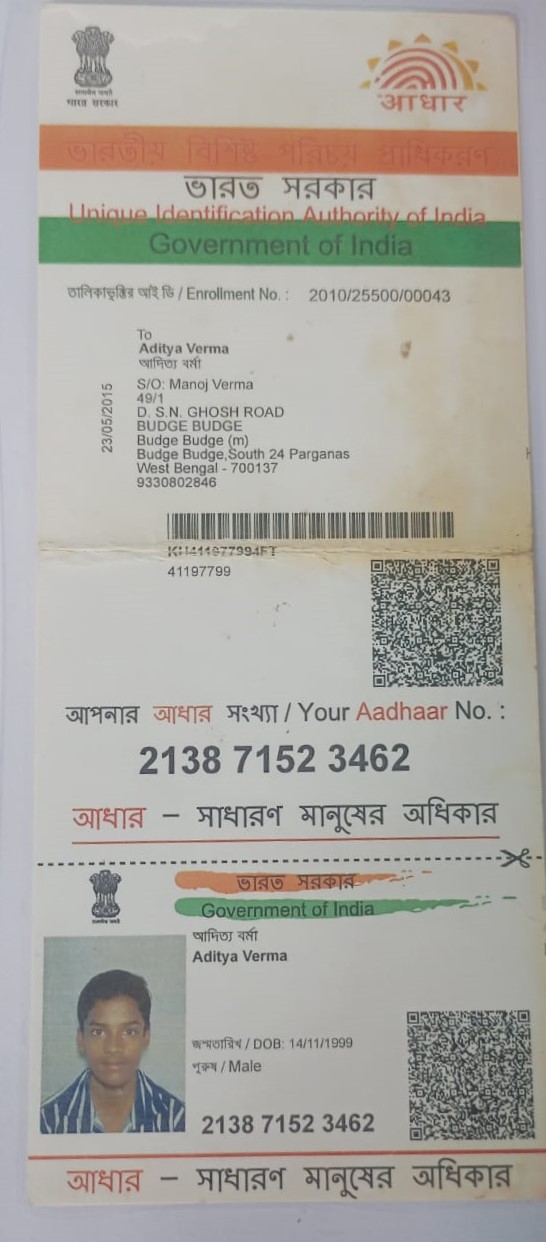 भारत सरकार
आधार
ভারতীয় বিশিষ্ট পরিচয় প্রাধিকরণ
ভারত সরকার
Unique Identification Authority of India
Government of India
তালিকাভুক্তির আই ডি / Enrollment No. : 2010/25500/00043
To
Aditya Verma
আদিত্য বর্মা
S/O: Manoj Verma
49/1
D. S.N. GHOSH ROAD
BUDGE BUDGE
Budge Budge (m)
Budge Budge,South 24 Parganas
West Bengal - 700137
9330802846
23/05/2015
KH411977994FT
41197799
আপনার আধার সংখ্যা / Your Aadhaar No. :
2138 7152 3462
আধার – সাধারণ মানুষের অধিকার
ভারত সরকার
Government of India
আদিত্য বর্মা
Aditya Verma
জন্মতারিখ / DOB: 14/11/1999
পুরুষ / Male
2138 7152 3462
আধার – সাধারণ মানুষের অধিকার